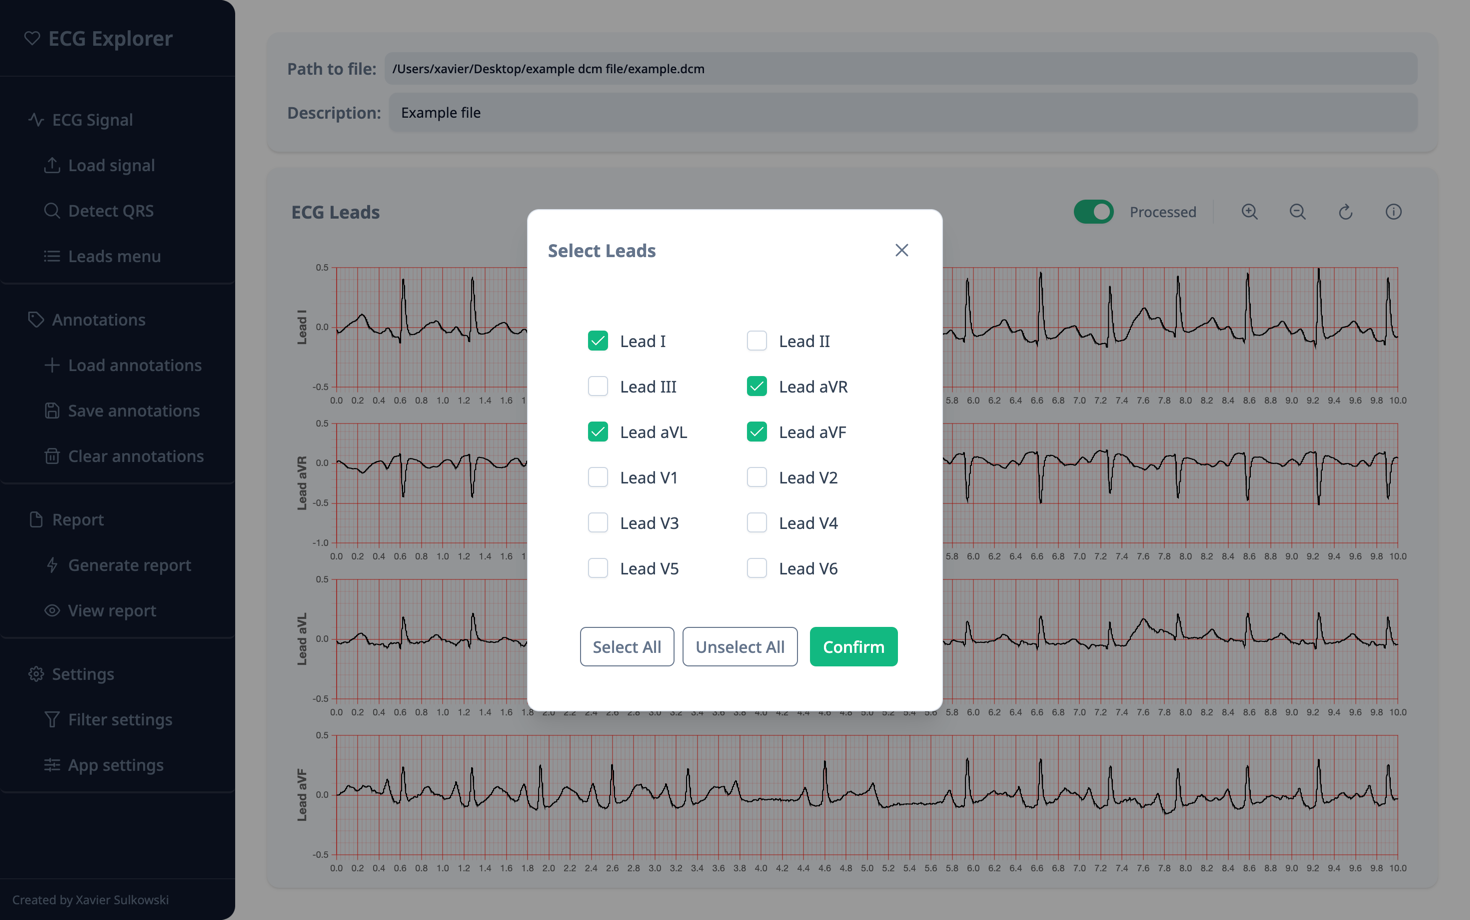 ECG Explorer
ECG Signal
Load signal
Detect QRS
Leads menu
Annotations
Load annotations
Save annotations
Clear annotations
Report
Generate report
View report
Settings
Filter settings
App settings
Created by Xavier Sulkowski
Path to file: /Users/xavier/Desktop/example dcm file/example.dcm
Description: Example file
ECG Leads
Processed
Select Leads
Lead I
Lead II
Lead III
Lead aVR
Lead aVL
Lead aVF
Lead V1
Lead V2
Lead V3
Lead V4
Lead V5
Lead V6
Select All
Unselect All
Confirm
Lead I
0.5
0.0
-0.5
0.0 0.2 0.4 0.6 0.8 1.0 1.2 1.4 1.6 5.8 6.0 6.2 6.4 6.6 6.8 7.0 7.2 7.4 7.6 7.8 8.0 8.2 8.4 8.6 8.8 9.0 9.2 9.4 9.6 9.8 10.0
Lead aVR
0.5
0.0
-0.5
-1.0
0.0 0.2 0.4 0.6 0.8 1.0 1.2 1.4 1.6 5.8 6.0 6.2 6.4 6.6 6.8 7.0 7.2 7.4 7.6 7.8 8.0 8.2 8.4 8.6 8.8 9.0 9.2 9.4 9.6 9.8 10.0
Lead aVL
0.5
0.0
-0.5
0.0 0.2 0.4 0.6 0.8 1.0 1.2 1.4 1.6 1.8 2.0 2.2 2.4 2.6 2.8 3.0 3.2 3.4 3.6 3.8 4.0 4.2 4.4 4.6 4.8 5.0 5.2 5.4 5.6 5.8 6.0 6.2 6.4 6.6 6.8 7.0 7.2 7.4 7.6 7.8 8.0 8.2 8.4 8.6 8.8 9.0 9.2 9.4 9.6 9.8 10.0
Lead aVF
0.5
0.0
-0.5
0.0 0.2 0.4 0.6 0.8 1.0 1.2 1.4 1.6 1.8 2.0 2.2 2.4 2.6 2.8 3.0 3.2 3.4 3.6 3.8 4.0 4.2 4.4 4.6 4.8 5.0 5.2 5.4 5.6 5.8 6.0 6.2 6.4 6.6 6.8 7.0 7.2 7.4 7.6 7.8 8.0 8.2 8.4 8.6 8.8 9.0 9.2 9.4 9.6 9.8 10.0